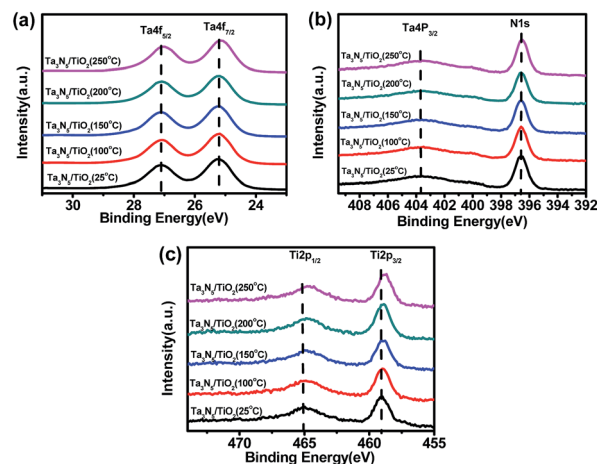 (a)
Ta4f5/2 Ta4f7/2
Ta3N5/TiO2(250°C)
Ta3N5/TiO2(200°C)
Ta3N5/TiO2(150°C)
Ta3N5/TiO2(100°C)
Ta3N5/TiO2(25°C)
Intensity(a.u.)
30 28 26 24
Binding Energy(eV)
(b)
Ta4P3/2 N1s
Ta3N5/TiO2(250°C)
Ta3N5/TiO2(200°C)
Ta3N5/TiO2(150°C)
Ta3N5/TiO2(100°C)
Ta3N5/TiO2(25°C)
Intensity(a.u.)
408 404 400 396 392
Binding Energy(eV)
(c)
Ti2p1/2 Ti2p3/2
Ta3N5/TiO2(250°C)
Ta3N5/TiO2(200°C)
Ta3N5/TiO2(150°C)
Ta3N5/TiO2(100°C)
Ta3N5/TiO2(25°C)
Intensity(a.u.)
470 465 460 455
Binding Energy(eV)